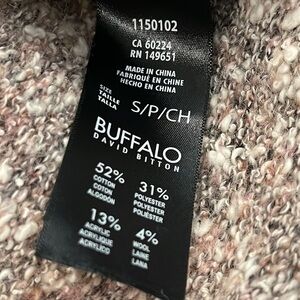 1150102
CA 60224
RN 149651
MADE IN CHINA
FABRIQUÉ EN CHINE
HECHO EN CHINA
SIZE
TAILLE
TALLA
S/P/CH
BUFFALO
DAVID BITTON
52%
COTTON
COTON
ALGODÓN
31%
POLYESTER
POLYESTER
POLIÉSTER
13%
ACRYLIC
ACRYLIQUE
ACRÍLICO
4%
WOOL
LAINE
LANA